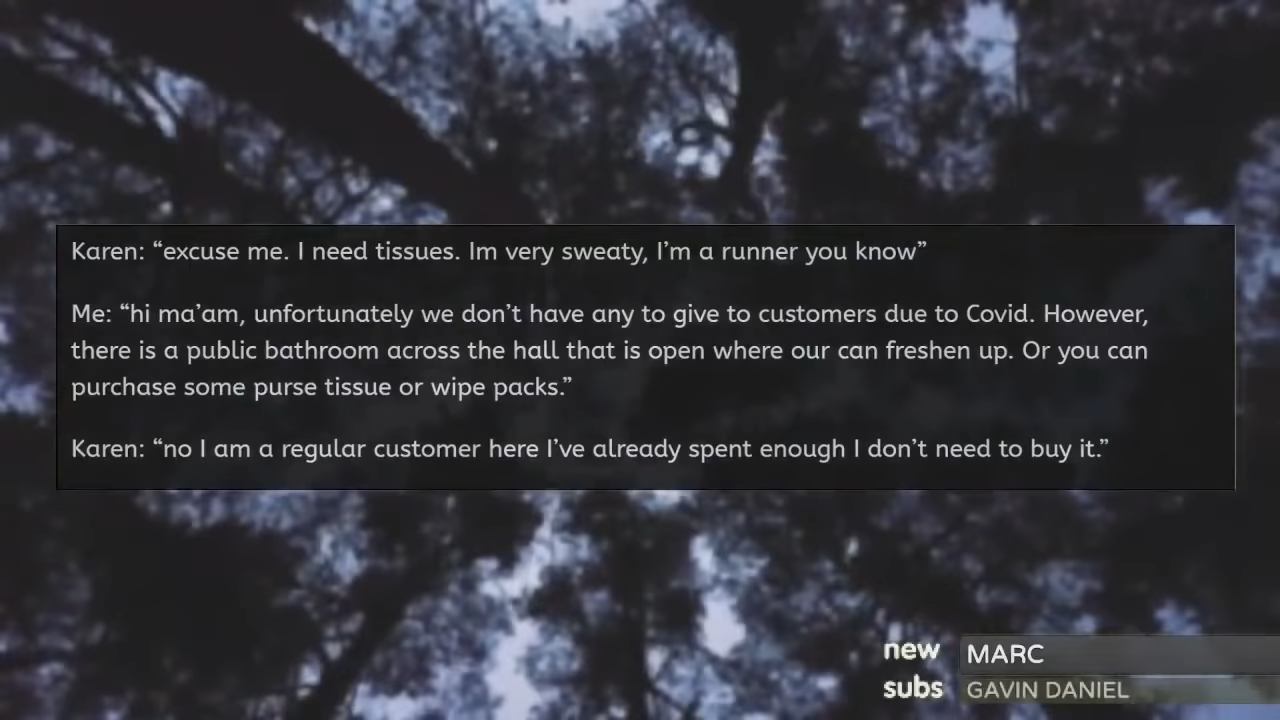 Karen: “excuse me. I need tissues. Im very sweaty, I’m a runner you know”
Me: “hi ma’am, unfortunately we don’t have any to give to customers due to Covid. However,
there is a public bathroom across the hall that is open where our can freshen up. Or you can
purchase some purse tissue or wipe packs.”
Karen: “no I am a regular customer here I’ve already spent enough I don’t need to buy it.”
new
MARC
subs
GAVIN DANIEL